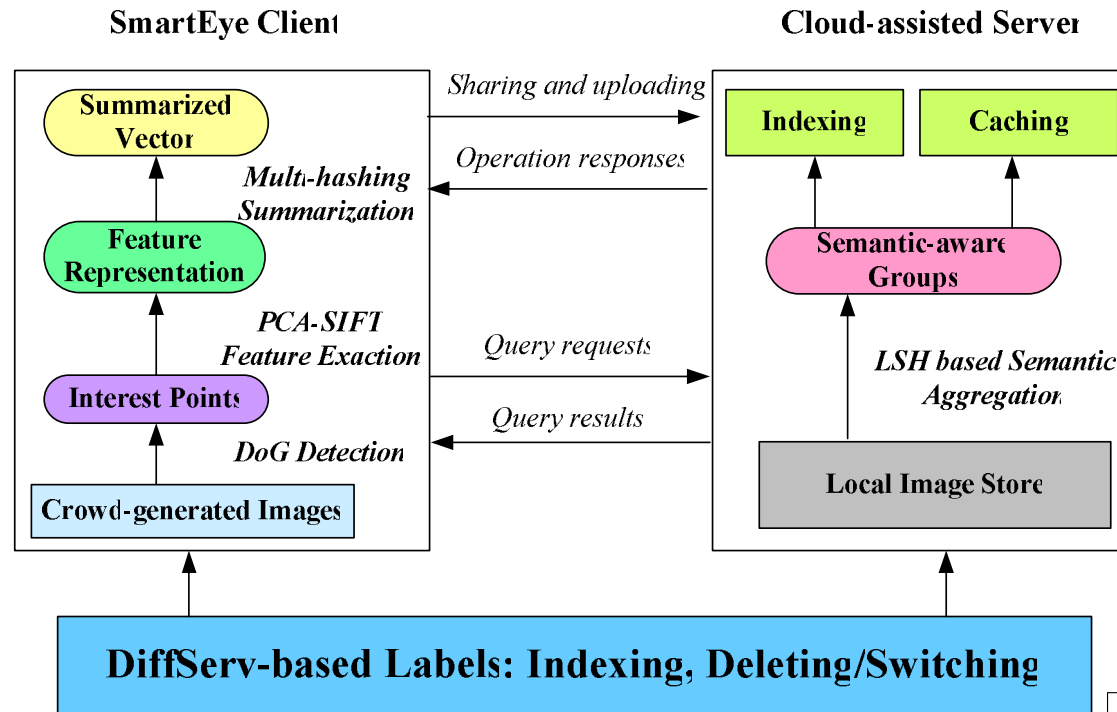 SmartEye Client
Cloud-assisted Server
Summarized
Vector
Multi-hashing
Summarization
Feature
Representation
PCA-SIFT
Feature Exaction
Interest Points
DoG Detection
Crowd-generated Images
Sharing and uploading
Operation responses
Query requests
Query results
Indexing
Caching
Semantic-aware
Groups
LSH based Semantic
Aggregation
Local Image Store
DiffServ-based Labels: Indexing, Deleting/Switching